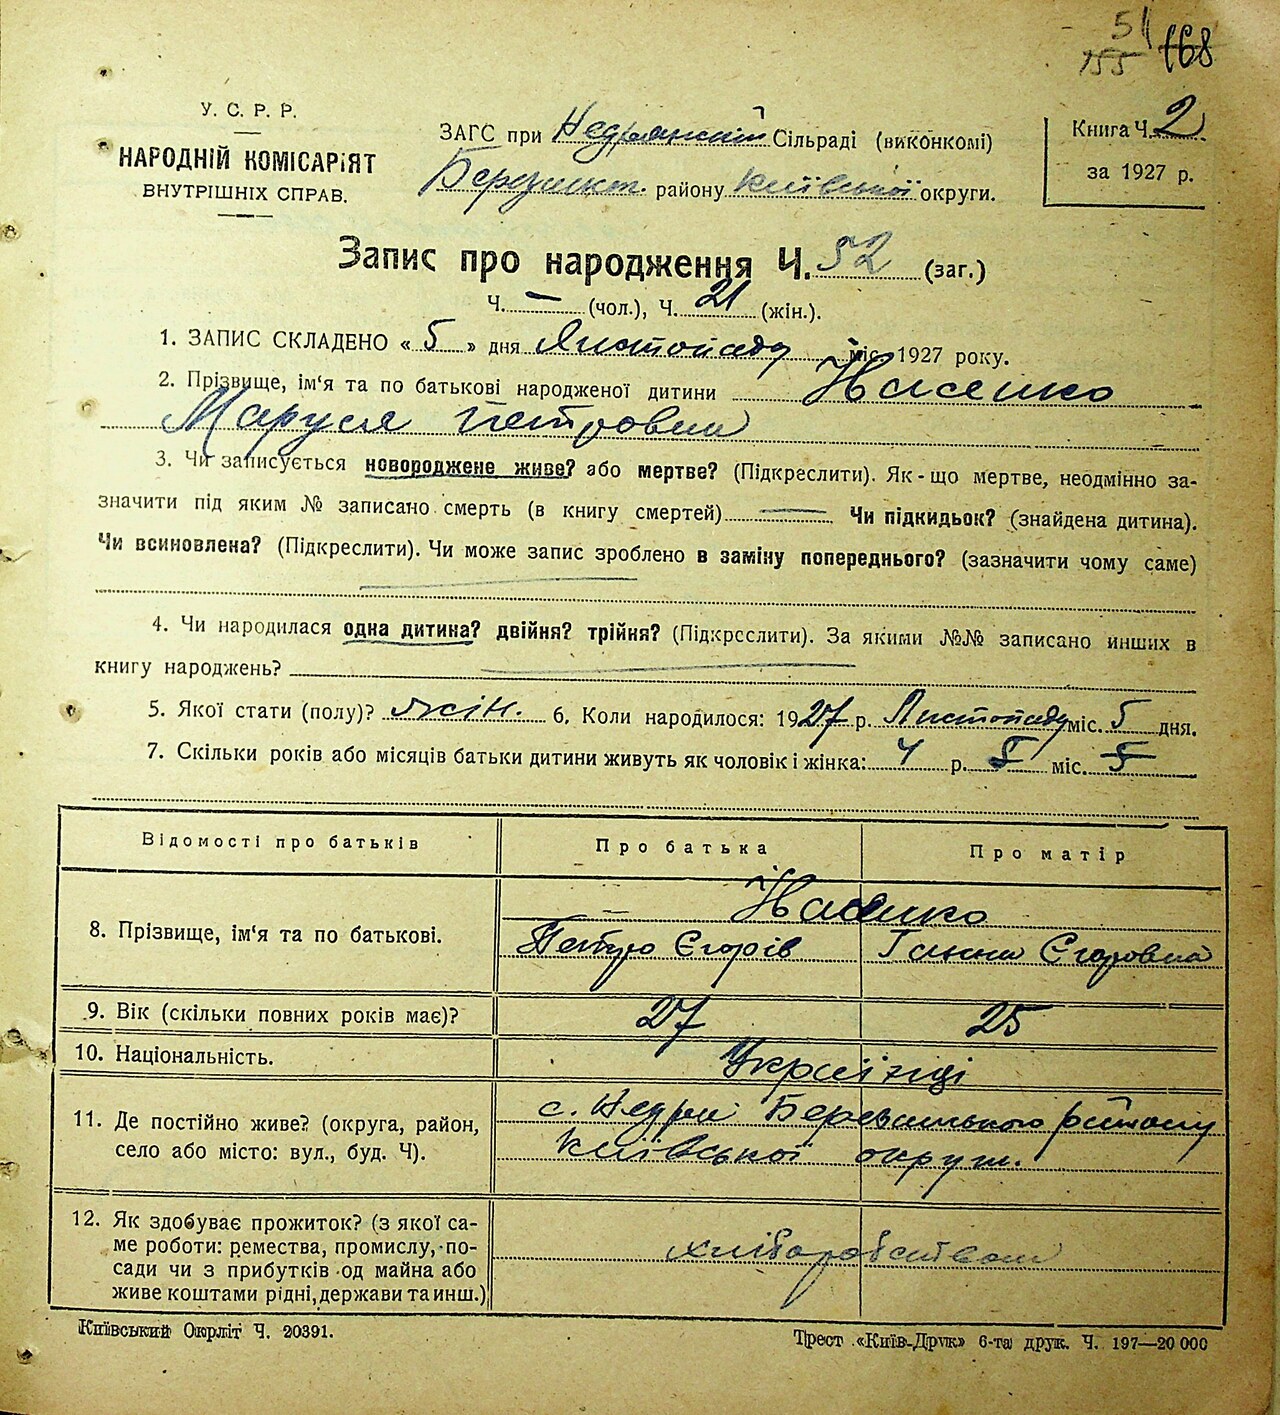 51
155 168
У. С. Р. Р.
НАРОДНІЙ КОМІСАРІЯТ
ВНУТРІШНІХ СПРАВ.
ЗАГС при Недрянскій Сільраді (виконкомі)
Березанск. району Київської округи.
Книга Ч. 2
за 1927 р.
Запис про народження Ч. 52 (заг.)
Ч. — (чол.), Ч. 21 (жін.).
1. ЗАПИС СКЛАДЕНО « 5 » дня Листопаду міс. 1927 року.
2. Прізвище, ім'я та по батькові народженої дитини
Маруся Петровна
3. Чи записується новороджене живе? або мертве? (Підкреслити). Як-що мертве, неодмінно за-
значити під яким № записано смерть (в книгу смертей) — Чи підкидьок? (знайдена дитина).
Чи всиновлена? (Підкреслити). Чи може запис зроблено в заміну попереднього? (зазначити чому саме)
4. Чи народилася одна дитина? двійня? трійня? (Підкреслити). За якими №№ записано инших в
книгу народжень?
5. Якої стати (полу)? жін. 6. Коли народилося: 1927 р. Листопаду міс. 5 дня.
7. Скільки років або місяців батьки дитини живуть як чоловік і жінка: 4 р. 5 міс. 5
Відомості про батьків Про батька Про матір
8. Прізвище, ім'я та по батькові.
Петро Єгорів Ганна Єгоровна
9. Вік (скільки повних років має)? 27 25
10. Національність. Українці
11. Де постійно живе? (округа, район,
село або місто: вул., буд. Ч).
с. Недри Березанського району
Київської округи.
12. Як здобуває прожиток? (з якої са-
ме роботи: ремества, промислу, по-
сади чи з прибутків од майна або
живе коштами рідні, держави та инш.)
хліборобством
Київський Окрліт Ч. 20391.
Трест «Київ-Друк» 6-та друк. Ч. 197—20 000